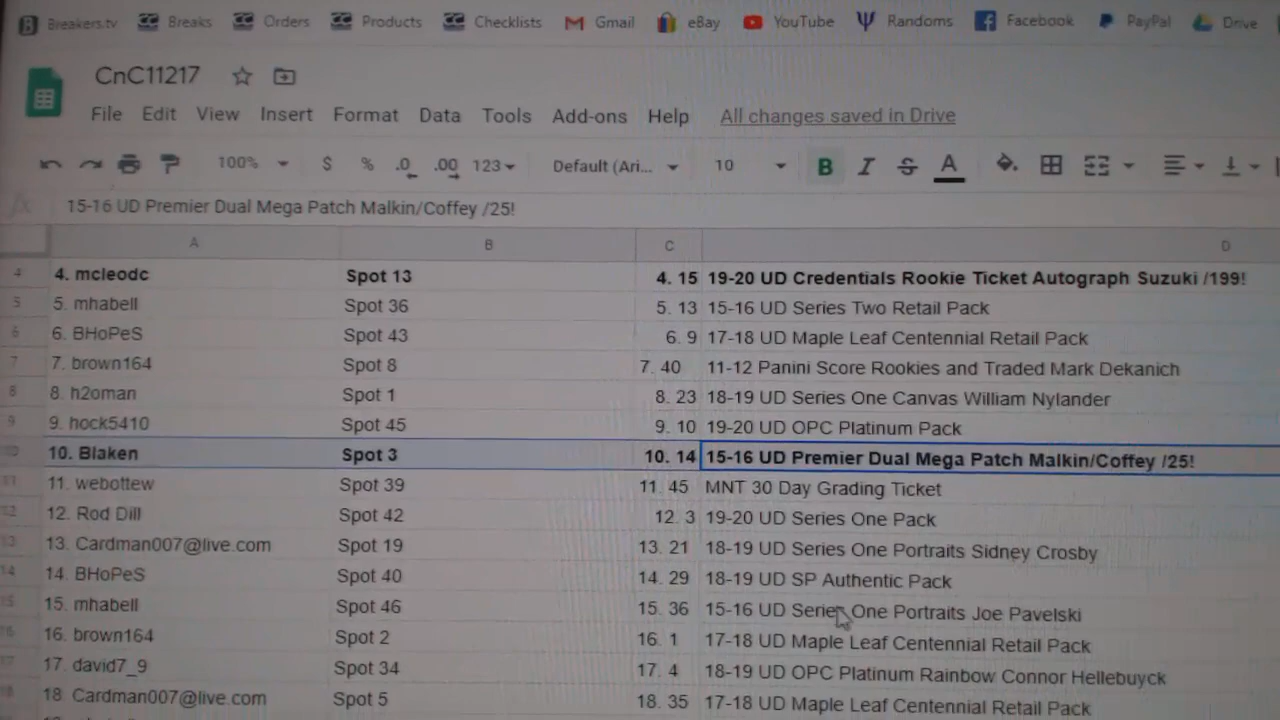 Breakers.tv Breaks Orders Products Checklists Gmail eBay YouTube Randoms Facebook PayPal Drive
CnC11217
File Edit View Insert Format Data Tools Add-ons Help All changes saved in Drive
100% $ % .0 .00 123 Default (Ari... 10 B I S A
fx 15-16 UD Premier Dual Mega Patch Malkin/Coffey /25!
A B C D
4 4. mcleodc Spot 13 4. 15 19-20 UD Credentials Rookie Ticket Autograph Suzuki /199!
5 5. mhabell Spot 36 5. 13 15-16 UD Series Two Retail Pack
6 6. BHoPeS Spot 43 6. 9 17-18 UD Maple Leaf Centennial Retail Pack
7 7. brown164 Spot 8 7. 40 11-12 Panini Score Rookies and Traded Mark Dekanich
8 8. h2oman Spot 1 8. 23 18-19 UD Series One Canvas William Nylander
9 9. hock5410 Spot 45 9. 10 19-20 UD OPC Platinum Pack
10 10. Blaken Spot 3 10. 14 15-16 UD Premier Dual Mega Patch Malkin/Coffey /25!
11 11. webottew Spot 39 11. 45 MNT 30 Day Grading Ticket
12 12. Rod Dill Spot 42 12. 3 19-20 UD Series One Pack
13 13. Cardman007@live.com Spot 19 13. 21 18-19 UD Series One Portraits Sidney Crosby
14 14. BHoPeS Spot 40 14. 29 18-19 UD SP Authentic Pack
15 15. mhabell Spot 46 15. 36 15-16 UD Series One Portraits Joe Pavelski
16 16. brown164 Spot 2 16. 1 17-18 UD Maple Leaf Centennial Retail Pack
17 17. david7_9 Spot 34 17. 4 18-19 UD OPC Platinum Rainbow Connor Hellebuyck
18 18 Cardman007@live.com Spot 5 18. 35 17-18 UD Maple Leaf Centennial Retail Pack